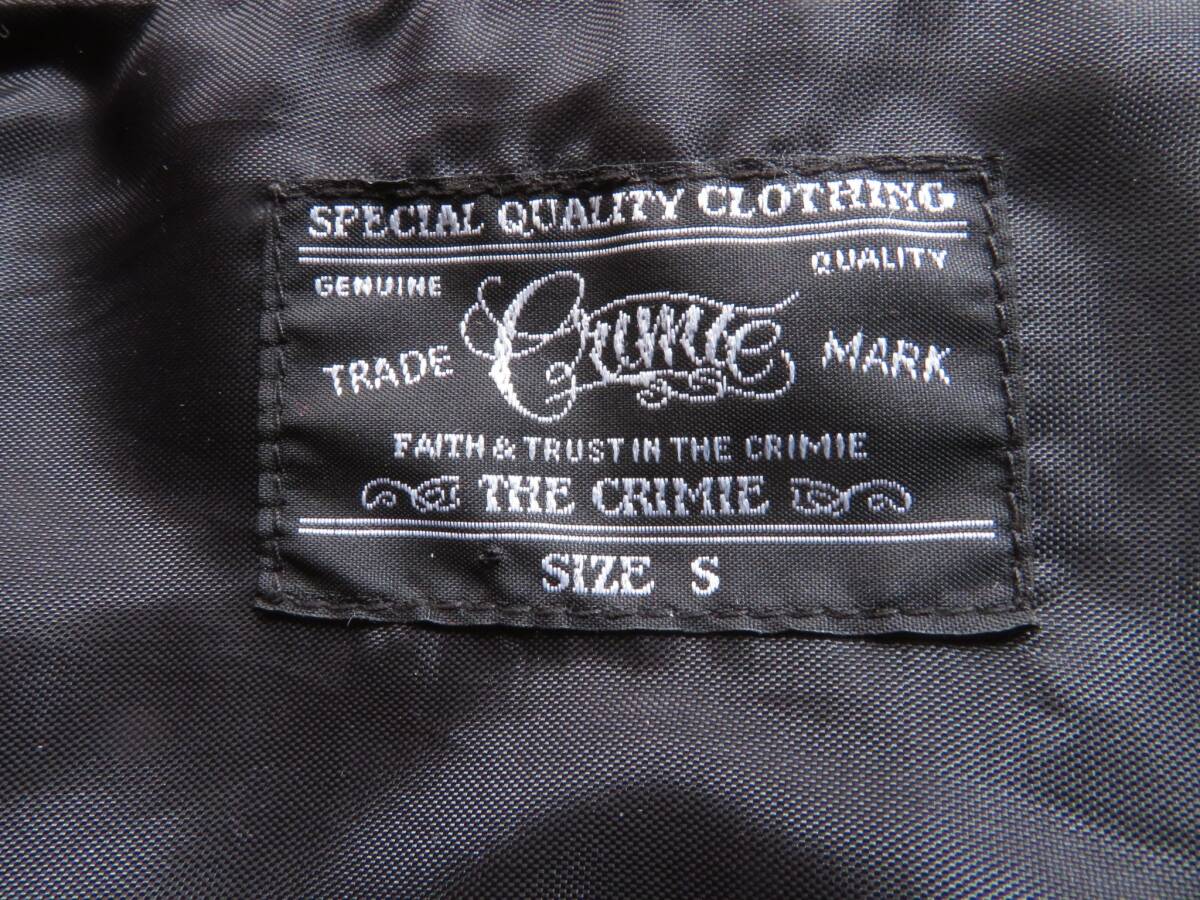 SPECIAL QUALITY CLOTHING
GENUINE QUALITY
Crimie
TRADE MARK
FAITH & TRUST IN THE CRIMIE
THE CRIMIE
SIZE S